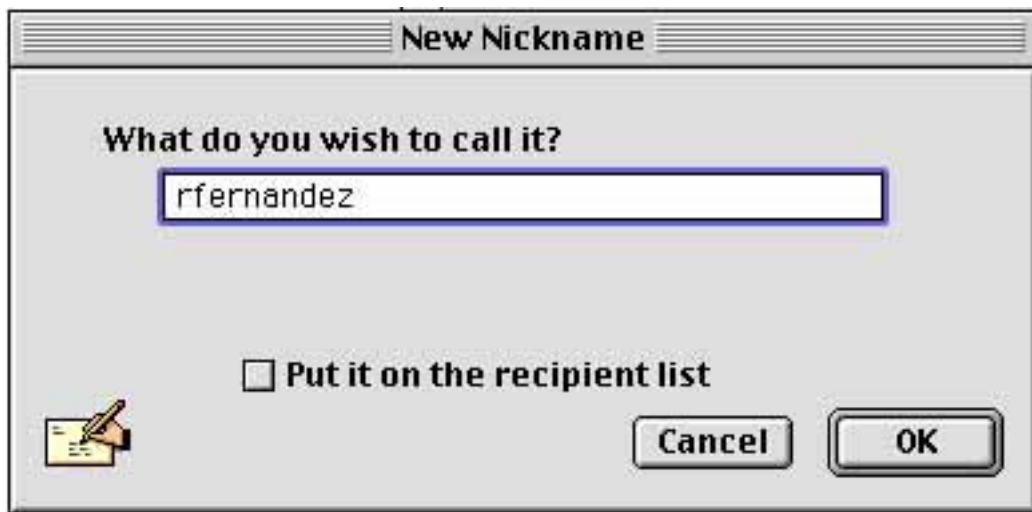 New Nickname
What do you wish to call it?
rfernandez
Put it on the recipient list
Cancel OK